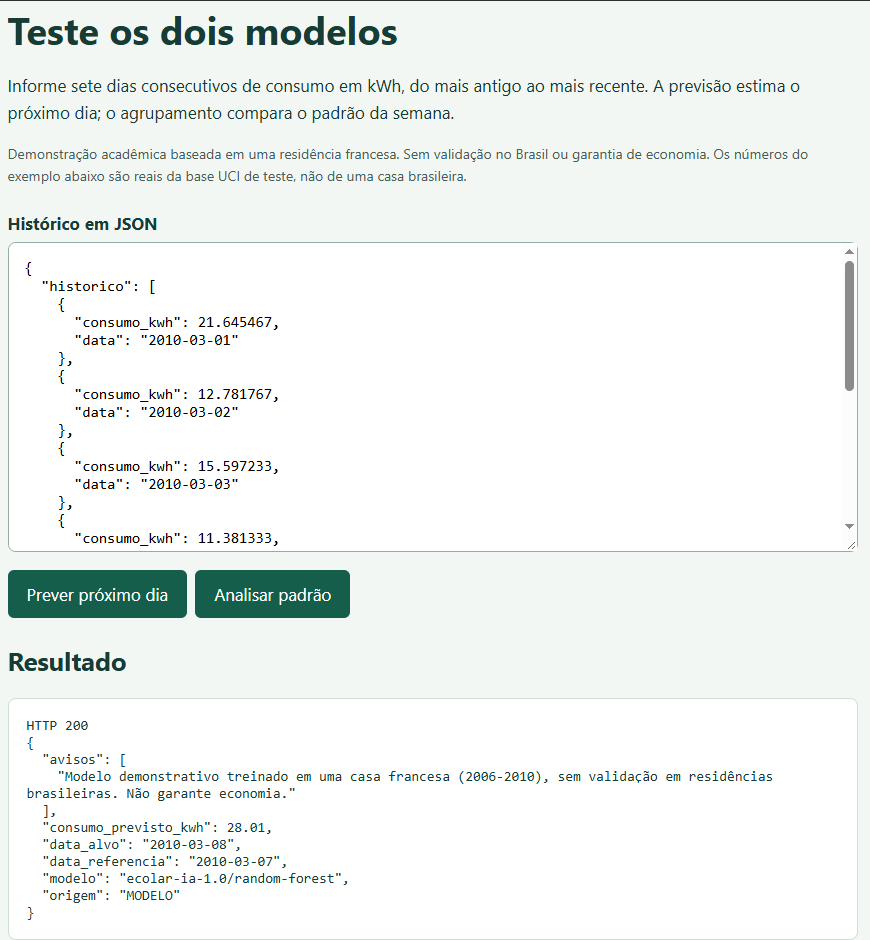 Teste os dois modelos
Informe sete dias consecutivos de consumo em kWh, do mais antigo ao mais recente. A previsão estima o
próximo dia; o agrupamento compara o padrão da semana.
Demonstração acadêmica baseada em uma residência francesa. Sem validação no Brasil ou garantia de economia. Os números do
exemplo abaixo são reais da base UCI de teste, não de uma casa brasileira.
Histórico em JSON
{
  "historico": [
    {
      "consumo_kwh": 21.645467,
      "data": "2010-03-01"
    },
    {
      "consumo_kwh": 12.781767,
      "data": "2010-03-02"
    },
    {
      "consumo_kwh": 15.597233,
      "data": "2010-03-03"
    },
    {
      "consumo_kwh": 11.381333,
Prever próximo dia
Analisar padrão
Resultado
HTTP 200
{
  "avisos": [
    "Modelo demonstrativo treinado em uma casa francesa (2006-2010), sem validação em residências
brasileiras. Não garante economia."
  ],
  "consumo_previsto_kwh": 28.01,
  "data_alvo": "2010-03-08",
  "data_referencia": "2010-03-07",
  "modelo": "ecolar-ia-1.0/random-forest",
  "origem": "MODELO"
}